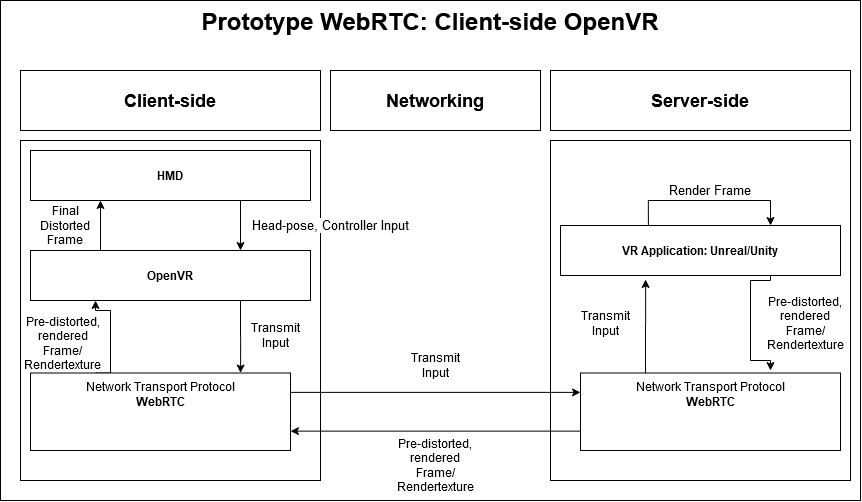 Prototype WebRTC: Client-side OpenVR
Client-side
Networking
Server-side
HMD
Final
Distorted
Frame
Head-pose, Controller Input
OpenVR
Pre-distorted,
rendered
Frame/
Rendertexture
Transmit
Input
Network Transport Protocol
WebRTC
Transmit
Input
Pre-distorted,
rendered
Frame/
Rendertexture
Render Frame
VR Application: Unreal/Unity
Transmit
Input
Pre-distorted,
rendered
Frame/
Rendertexture
Network Transport Protocol
WebRTC